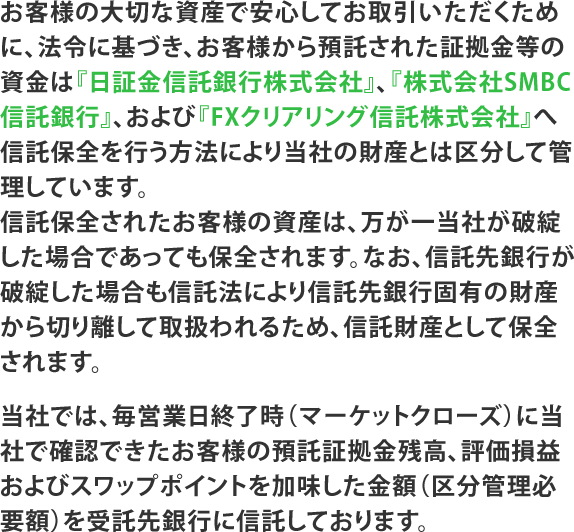 お客様の大切な資産で安心してお取引いただくため
に、法令に基づき、お客様から預託された証拠金等の
資金は『日証金信託銀行株式会社』、『株式会社SMBC
信託銀行』、および『FXクリアリング信託株式会社』へ
信託保全を行う方法により当社の財産とは区分して管
理しています。
信託保全されたお客様の資産は、万が一当社が破綻
した場合であっても保全されます。なお、信託先銀行が
破綻した場合も信託法により信託先銀行固有の財産
から切り離して取扱われるため、信託財産として保全
されます。
当社では、毎営業日終了時（マーケットクローズ）に当
社で確認できたお客様の預託証拠金残高、評価損益
およびスワップポイントを加味した金額（区分管理必
要額）を受託先銀行に信託しております。